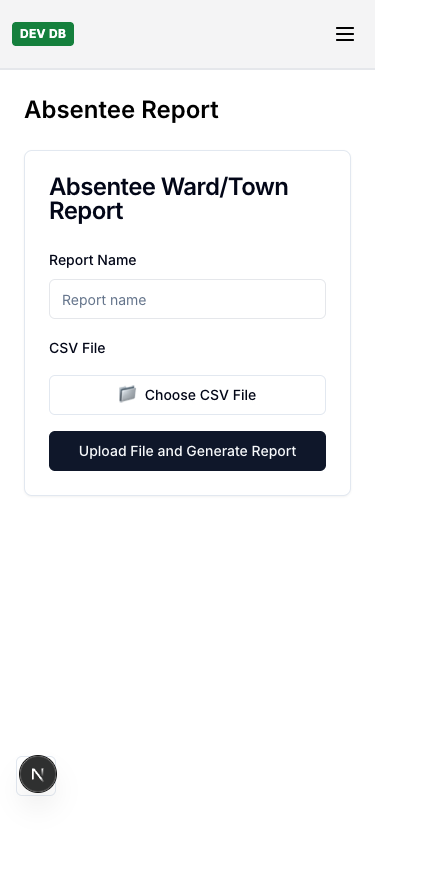 DEV DB
Absentee Report
Absentee Ward/Town
Report
Report Name
Report name
CSV File
Choose CSV File
Upload File and Generate Report
N